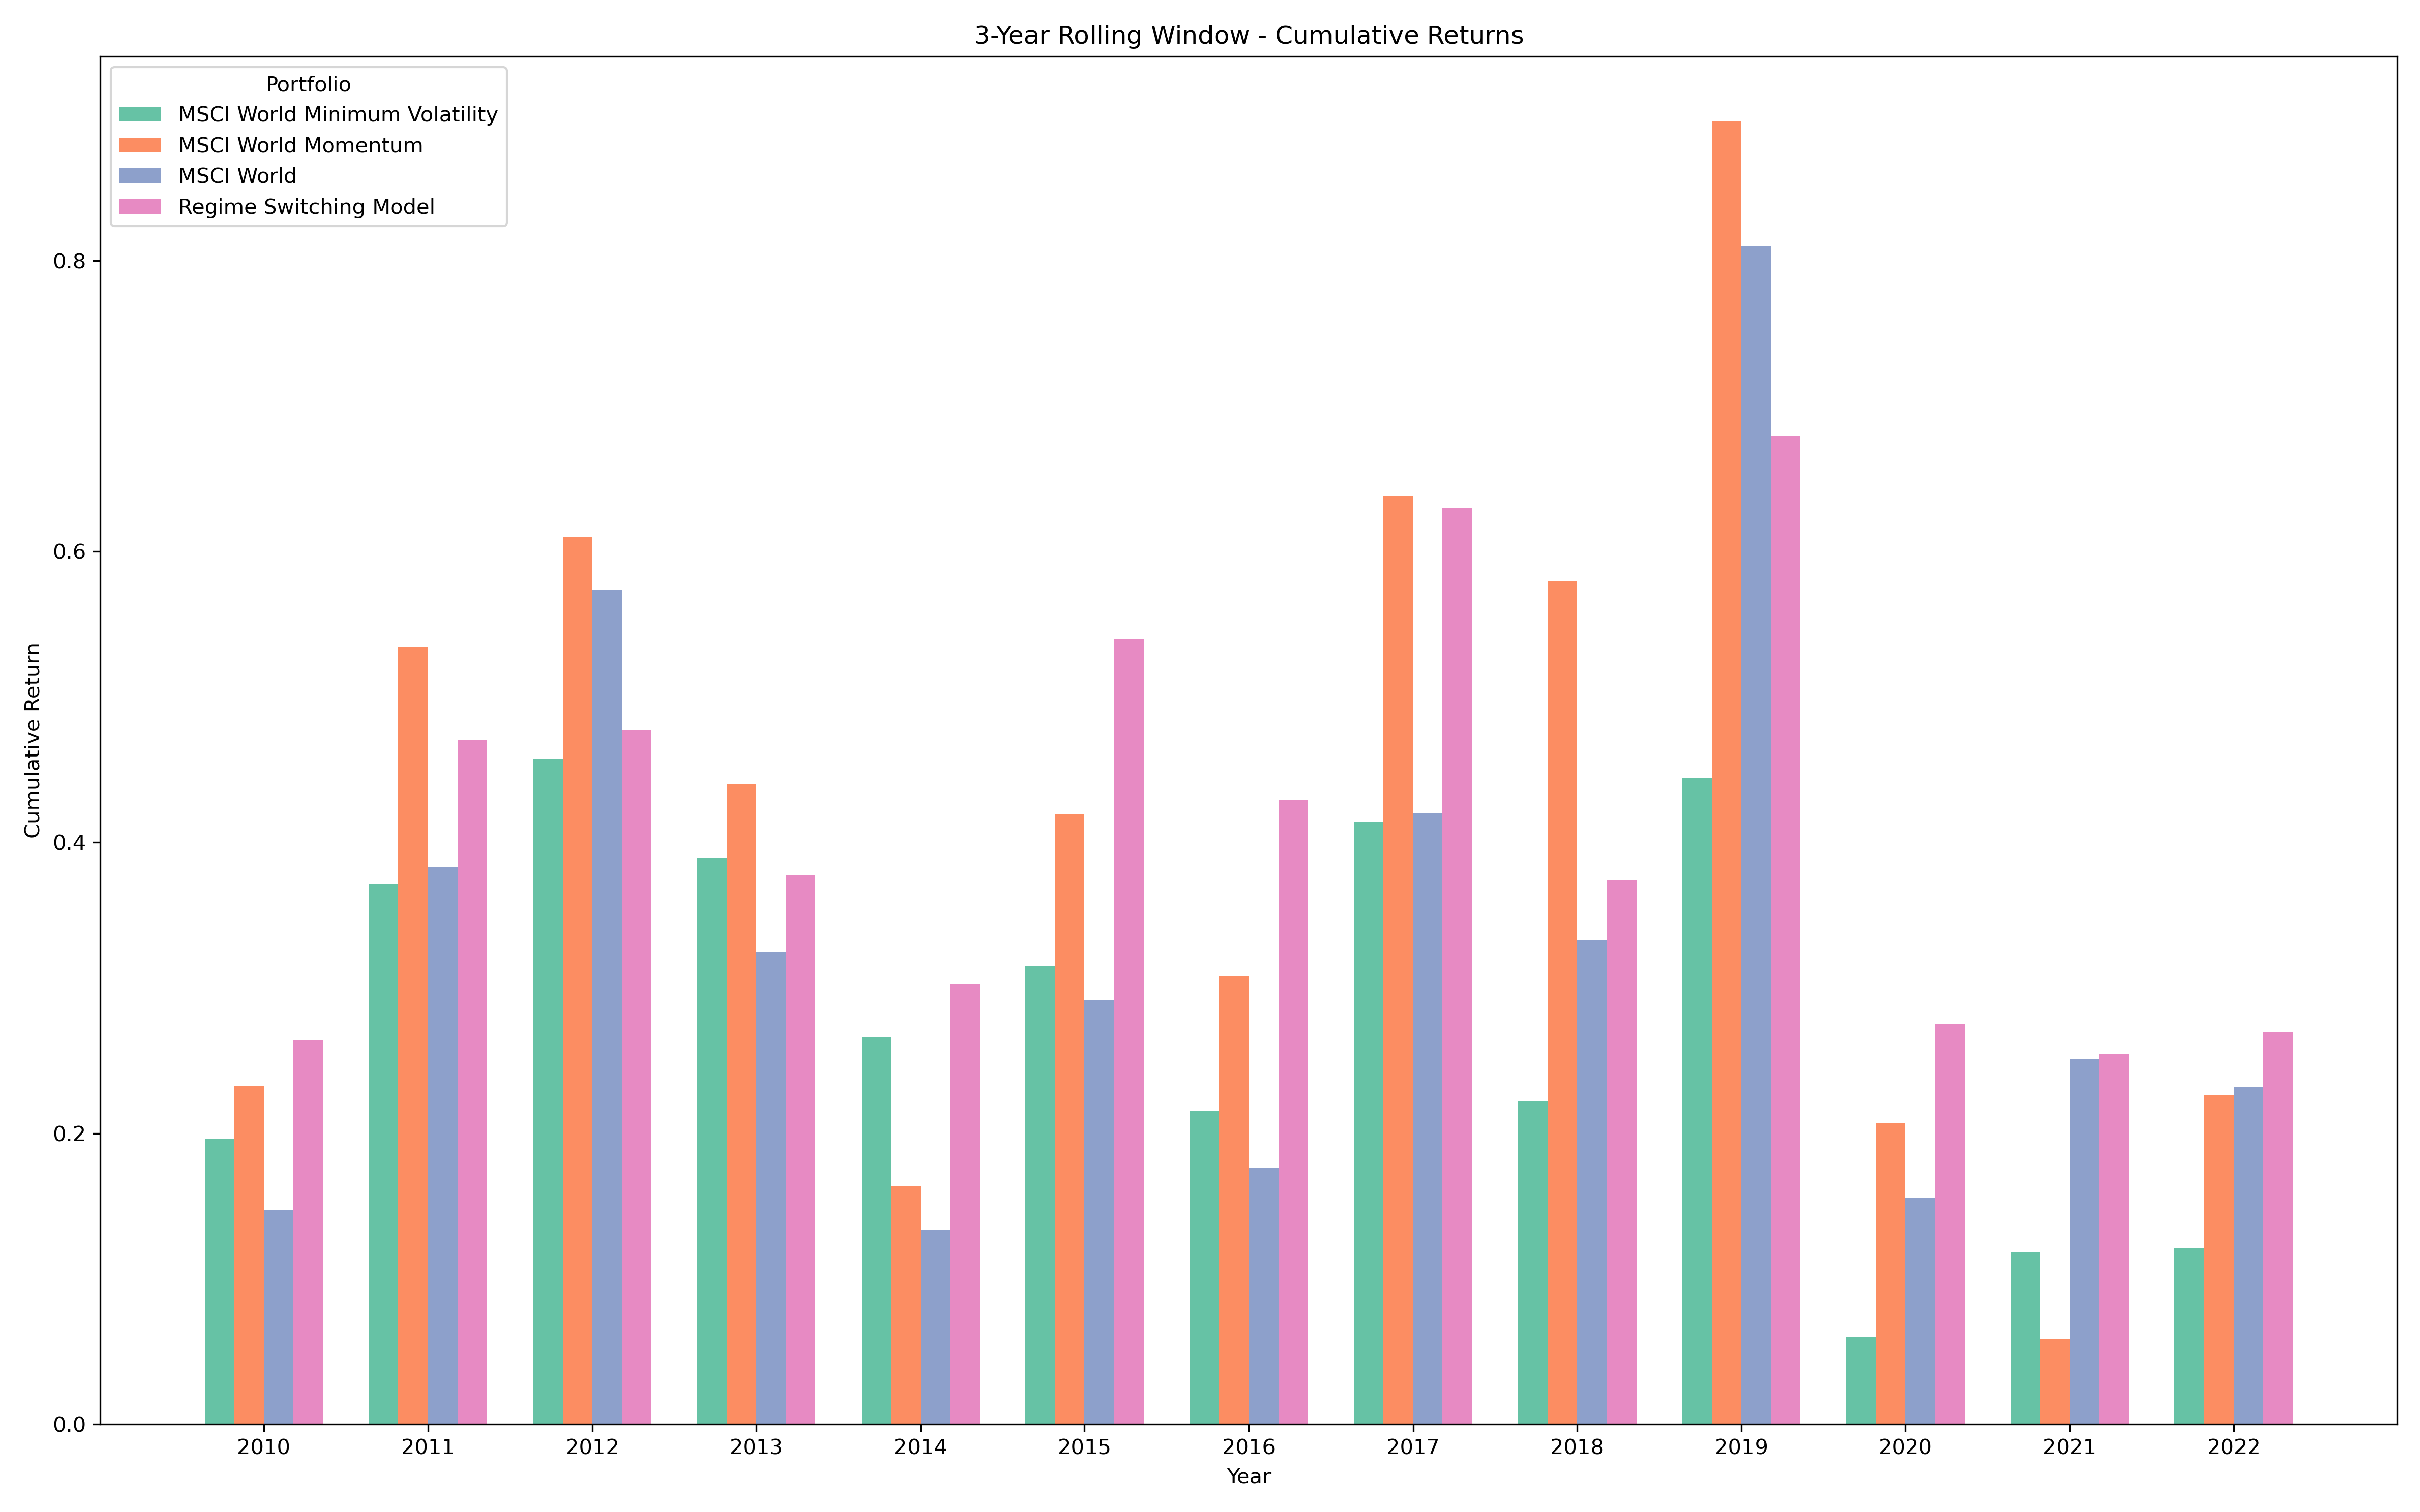 3-Year Rolling Window - Cumulative Returns
Portfolio
MSCI World Minimum Volatility
MSCI World Momentum
MSCI World
Regime Switching Model
Cumulative Return
0.8
0.6
0.4
0.2
0.0
2010 2011 2012 2013 2014 2015 2016 2017 2018 2019 2020 2021 2022
Year